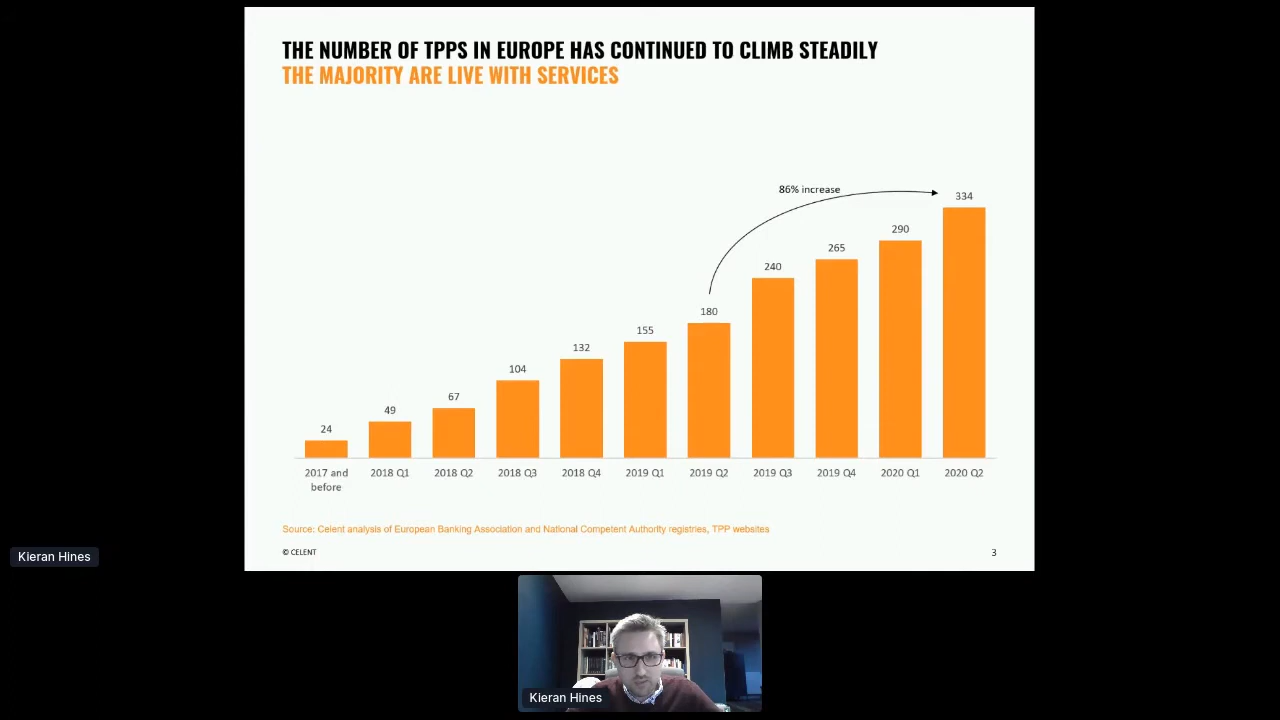 THE NUMBER OF TPPS IN EUROPE HAS CONTINUED TO CLIMB STEADILY
THE MAJORITY ARE LIVE WITH SERVICES
86% increase
334
290
265
240
180
155
132
104
67
49
24
2017 and before
2018 Q1
2018 Q2
2018 Q3
2018 Q4
2019 Q1
2019 Q2
2019 Q3
2019 Q4
2020 Q1
2020 Q2
Source: Celent analysis of European Banking Association and National Competent Authority registries, TPP websites
© CELENT
3
Kieran Hines
Kieran Hines